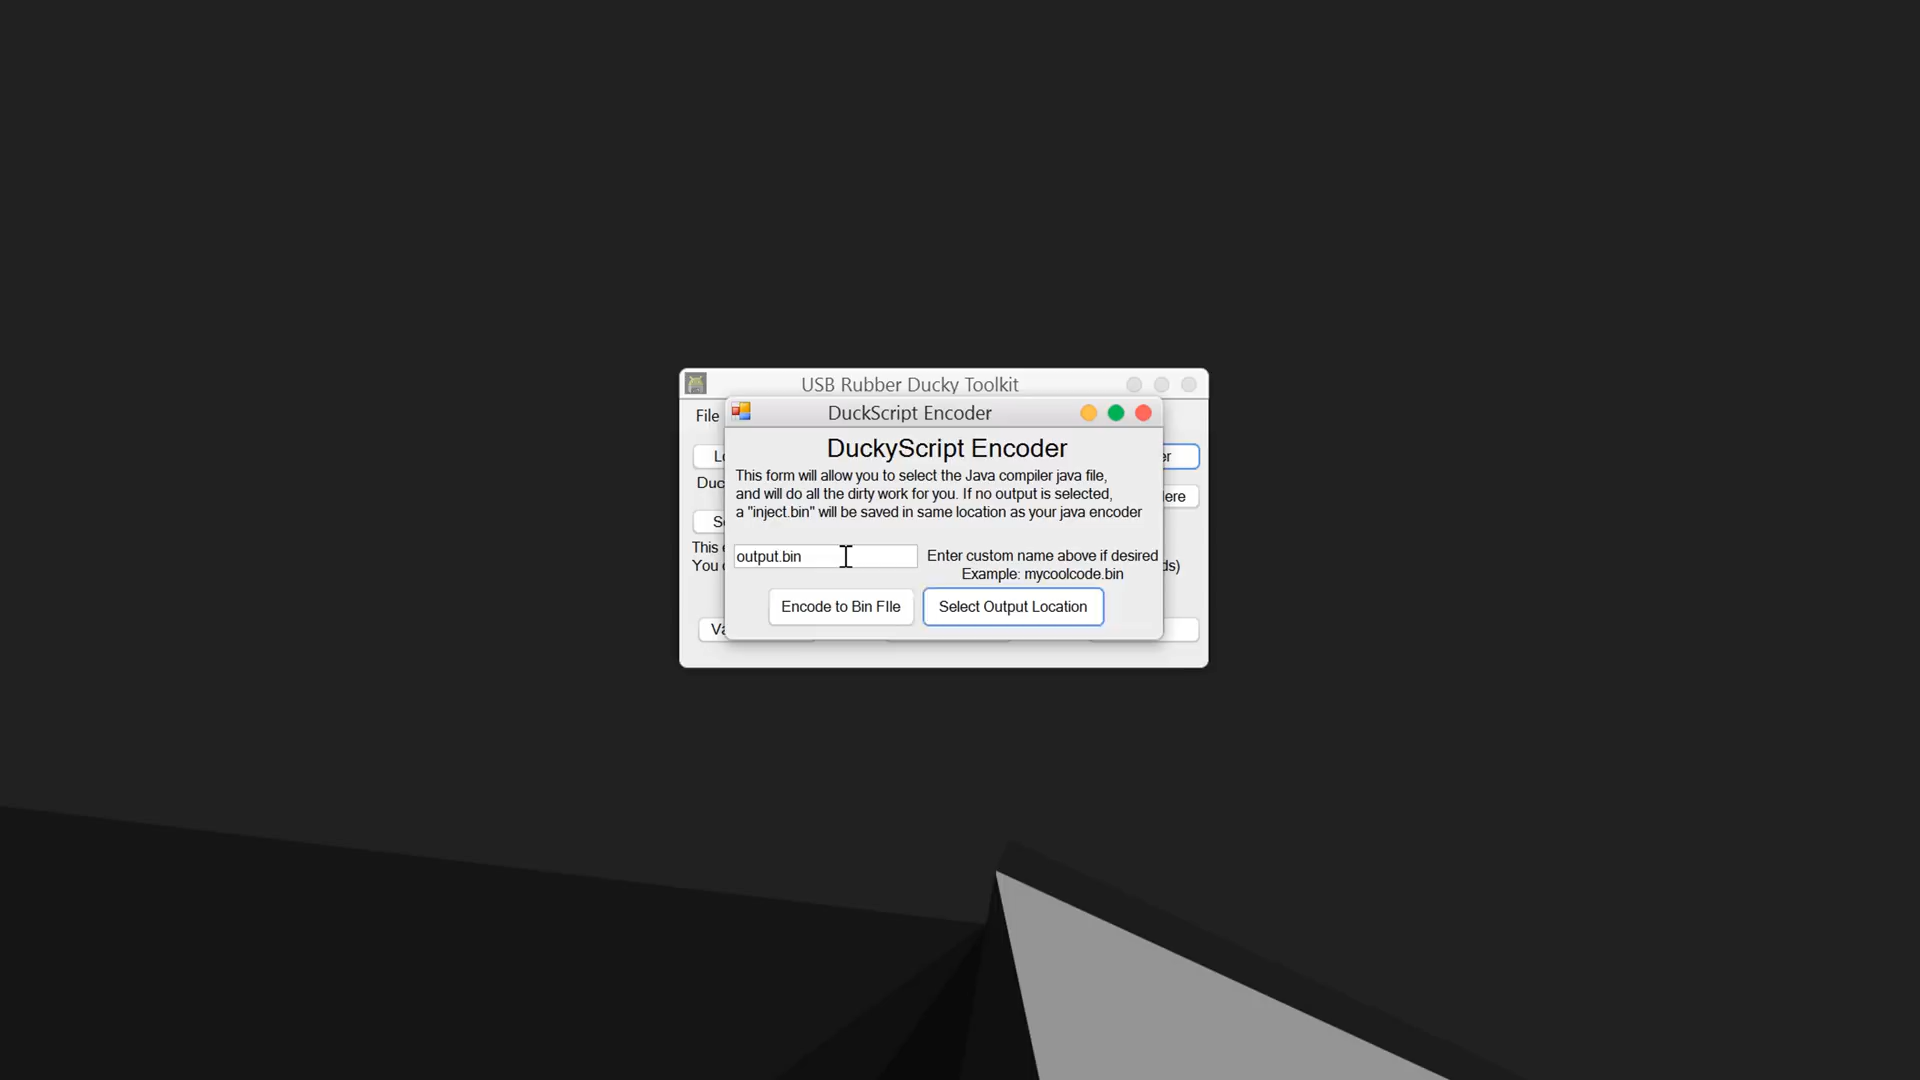 USB Rubber Ducky Toolkit
File
DuckScript Encoder
DuckyScript Encoder
This form will allow you to select the Java compiler java file,
and will do all the dirty work for you. If no output is selected,
a "inject.bin" will be saved in same location as your java encoder
This
You
output.bin
Enter custom name above if desired
Example: mycoolcode.bin
Encode to Bin FIle
Select Output Location